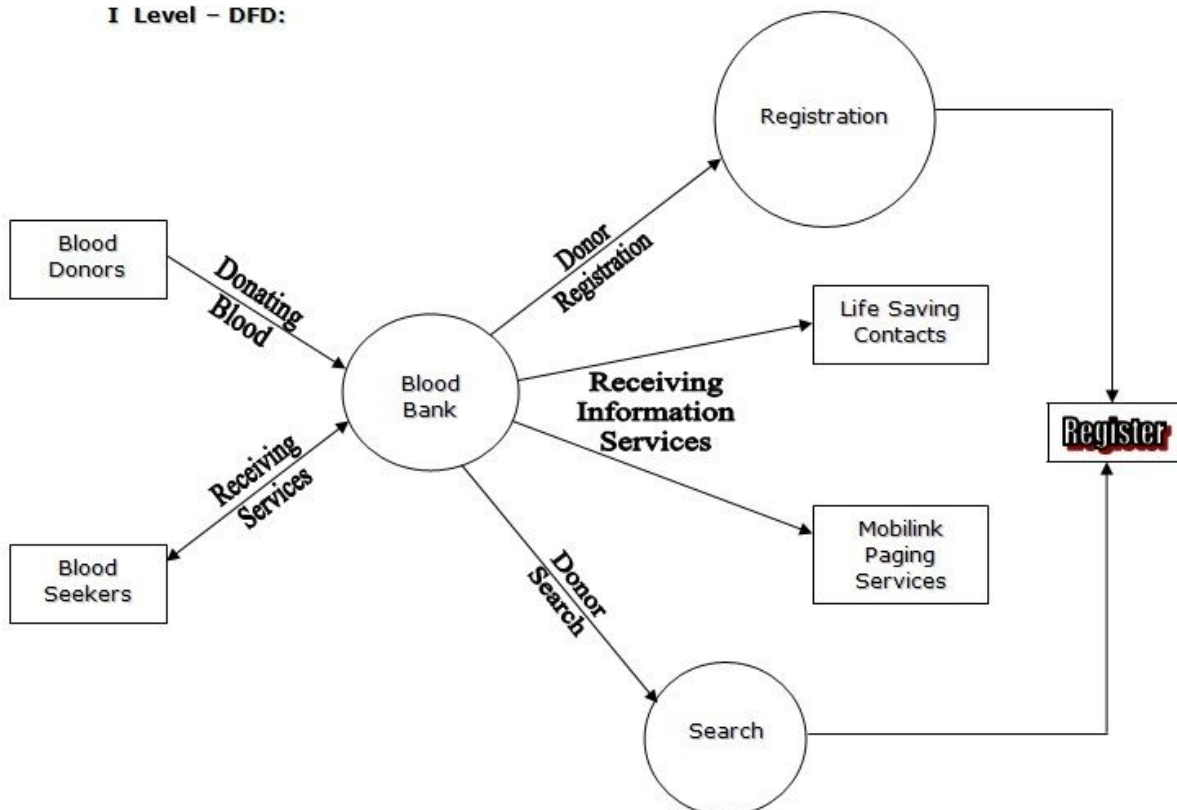 I Level – DFD:
Registration
Blood
Donors
Donating
Blood
Donor
Registration
Life Saving
Contacts
Blood
Bank
Receiving
Information
Services
Register
Receiving
Services
Blood
Seekers
Mobilink
Paging
Services
Donor
Search
Search